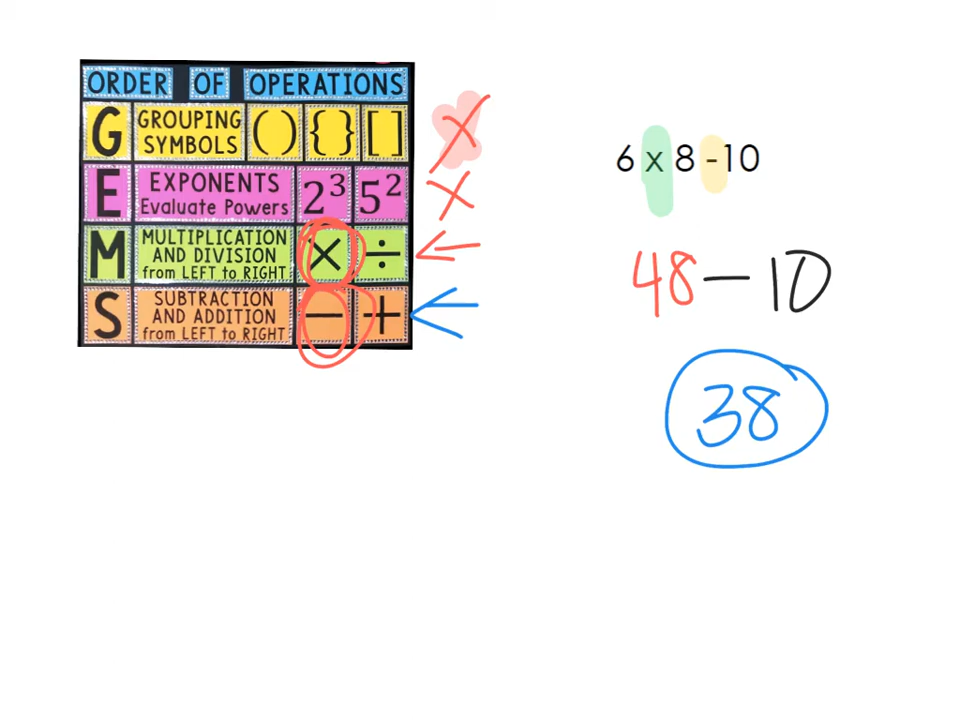 ORDER OF OPERATIONS
G GROUPING SYMBOLS ( ) { } [ ]
E EXPONENTS Evaluate Powers 2³ 5²
M MULTIPLICATION AND DIVISION from LEFT to RIGHT × ÷
S SUBTRACTION AND ADDITION from LEFT to RIGHT − +
6 x 8 -10
48 − 10
38